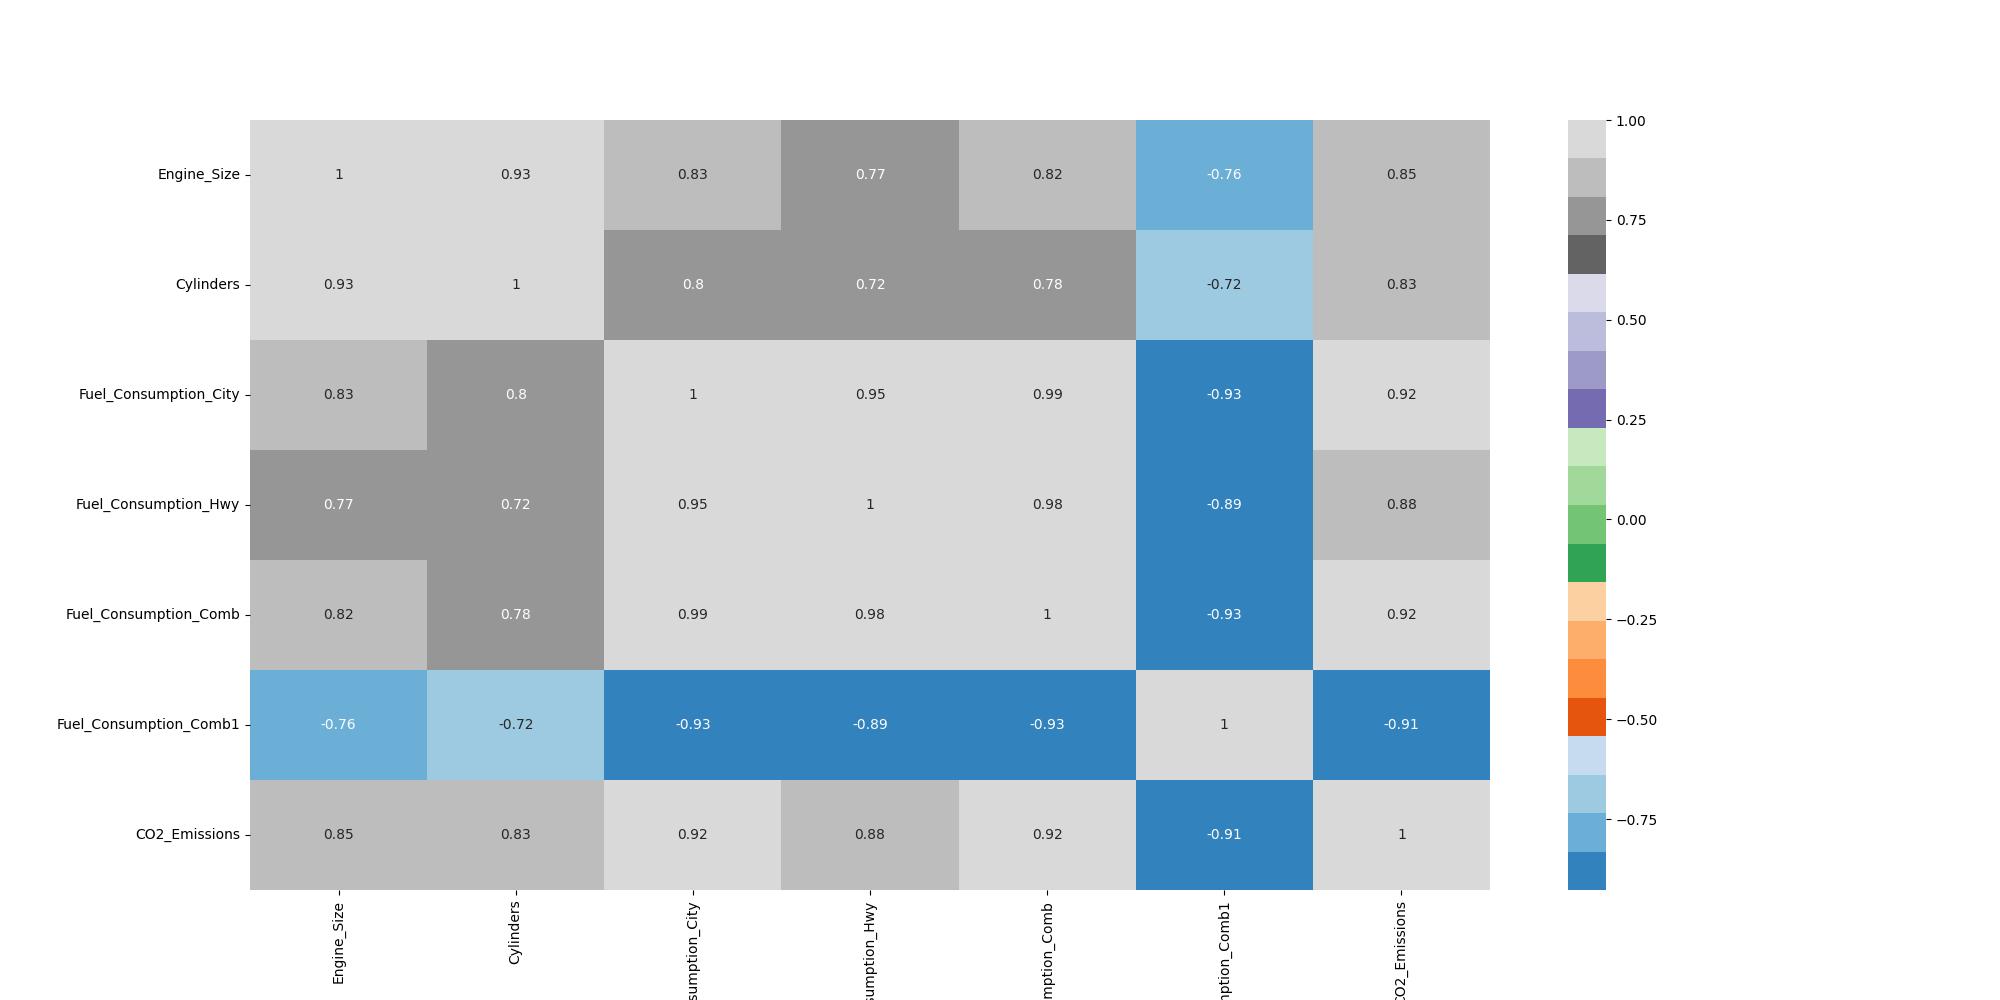 Engine_Size 1 0.93 0.83 0.77 0.82 -0.76 0.85
Cylinders 0.93 1 0.8 0.72 0.78 -0.72 0.83
Fuel_Consumption_City 0.83 0.8 1 0.95 0.99 -0.93 0.92
Fuel_Consumption_Hwy 0.77 0.72 0.95 1 0.98 -0.89 0.88
Fuel_Consumption_Comb 0.82 0.78 0.99 0.98 1 -0.93 0.92
Fuel_Consumption_Comb1 -0.76 -0.72 -0.93 -0.89 -0.93 1 -0.91
CO2_Emissions 0.85 0.83 0.92 0.88 0.92 -0.91 1
Engine_Size
Cylinders
sumption_City
sumption_Hwy
mption_Comb
mption_Comb1
CO2_Emissions
1.00
0.75
0.50
0.25
0.00
−0.25
−0.50
−0.75